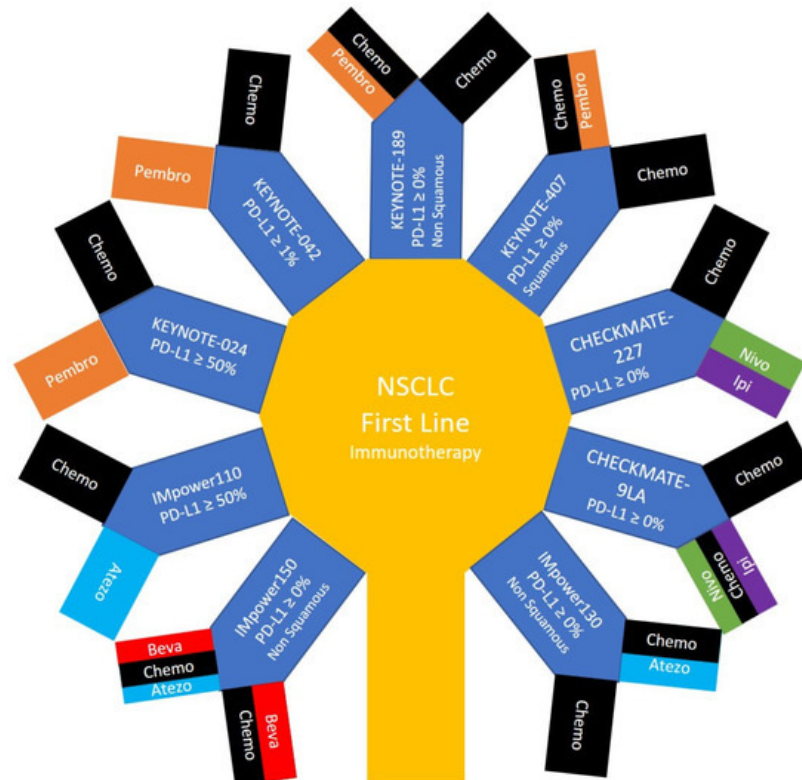 NSCLC
First Line
Immunotherapy
KEYNOTE-189
PD-L1 ≥ 0%
Non Squamous
Chemo
Pembro
Chemo
KEYNOTE-407
PD-L1 ≥ 0%
Squamous
Chemo
Pembro
Chemo
CHECKMATE-
227
PD-L1 ≥ 0%
Chemo
Nivo
Ipi
CHECKMATE-
9LA
PD-L1 ≥ 0%
Chemo
Ipi
Chemo
Nivo
IMpower130
PD-L1 ≥ 0%
Non Squamous
Chemo
Atezo
Chemo
IMpower150
PD-L1 ≥ 0%
Non Squamous
Chemo
Beva
Beva
Chemo
Atezo
IMpower110
PD-L1 ≥ 50%
Chemo
Atezo
KEYNOTE-024
PD-L1 ≥ 50%
Chemo
Pembro
KEYNOTE-042
PD-L1 ≥ 1%
Pembro
Chemo